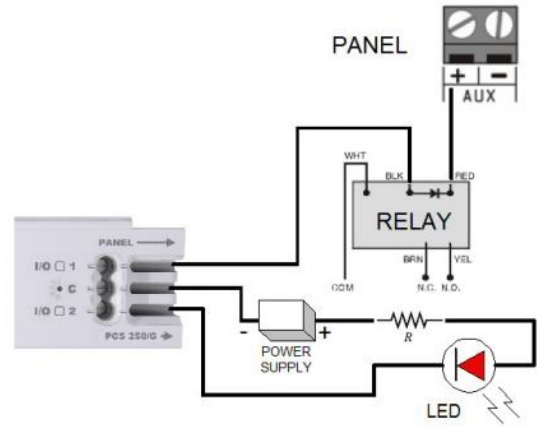 PANEL
+ -
AUX
WHT
BLK
RED
RELAY
BRN
YEL
COM
N.C.
N.O.
PANEL
I/O 1
C
I/O 2
PCS 250/G
- +
POWER
SUPPLY
R
LED